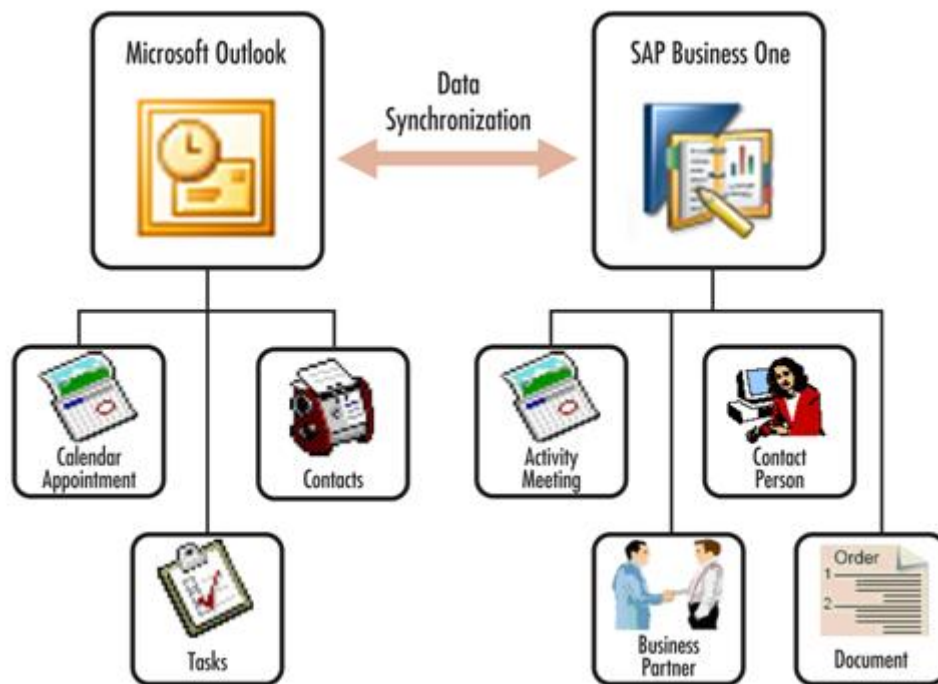 Microsoft Outlook
SAP Business One
Data
Synchronization
Calendar
Appointment
Contacts
Activity
Meeting
Contact
Person
Tasks
Business
Partner
Order
1
2
Document